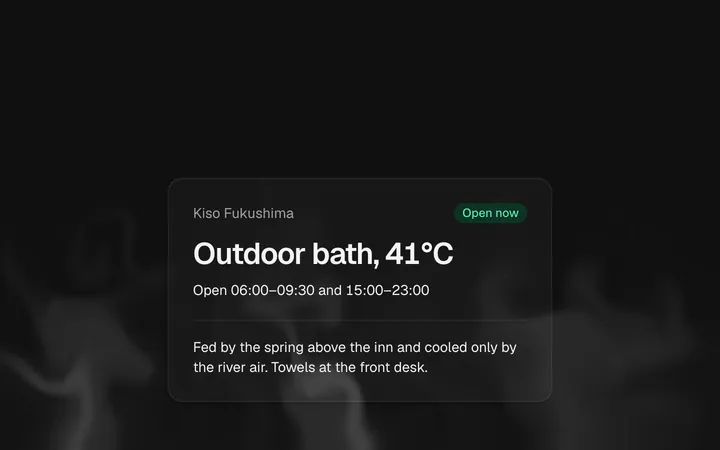 Kiso Fukushima
Open now
Outdoor bath, 41°C
Open 06:00–09:30 and 15:00–23:00
Fed by the spring above the inn and cooled only by
the river air. Towels at the front desk.